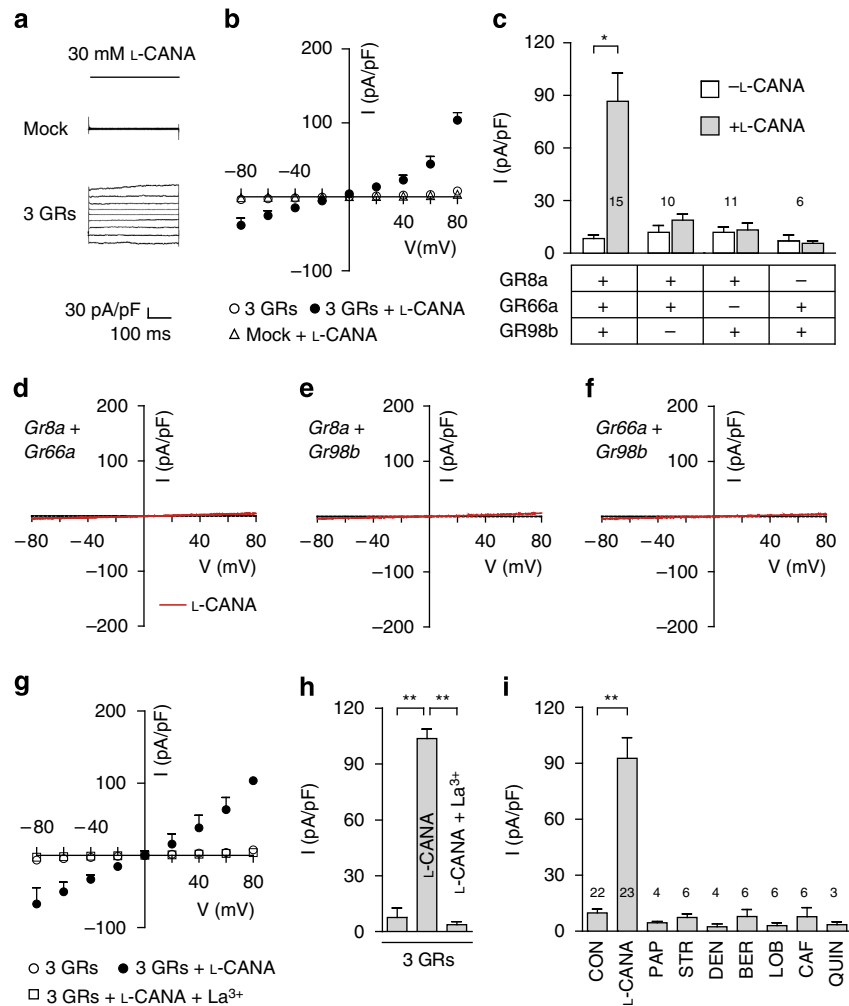 a
30 mM L-CANA
Mock
3 GRs
30 pA/pF
100 ms
b
200
I (pA/pF)
100
−80 −40
40 80
V(mV)
−100
3 GRs 3 GRs + L-CANA
Mock + L-CANA
c
120
90
60
30
0
I (pA/pF)
*
−L-CANA
+L-CANA
15 10 11 6
GR8a + + + −
GR66a + + − +
GR98b + − + +
d
Gr8a +
Gr66a
200
I (pA/pF)
100
−80 −40 40 80
V (mV)
−100
−200
L-CANA
e
Gr8a +
Gr98b
200
I (pA/pF)
100
−80 −40 40 80
V (mV)
−100
−200
f
Gr66a +
Gr98b
200
I (pA/pF)
100
−80 −40 40 80
V (mV)
−100
−200
g
200
I (pA/pF)
100
−80 −40
40 80
V (mV)
−100
3 GRs 3 GRs + L-CANA
3 GRs + L-CANA + La3+
h
120
90
60
30
0
I (pA/pF)
** **
L-CANA
L-CANA + La3+
3 GRs
i
120
90
60
30
0
I (pA/pF)
**
22 23 4 6 4 6 6 6 3
CON L-CANA PAP STR DEN BER LOB CAF QUIN